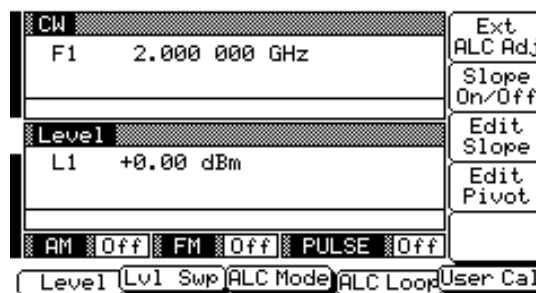 CW
F1 2.000 000 GHz
Level
L1 +0.00 dBm
AM Off FM Off PULSE Off
Ext
ALC Adj
Slope
On/Off
Edit
Slope
Edit
Pivot
Level Lvl Swp ALC Mode ALC Loop User Cal